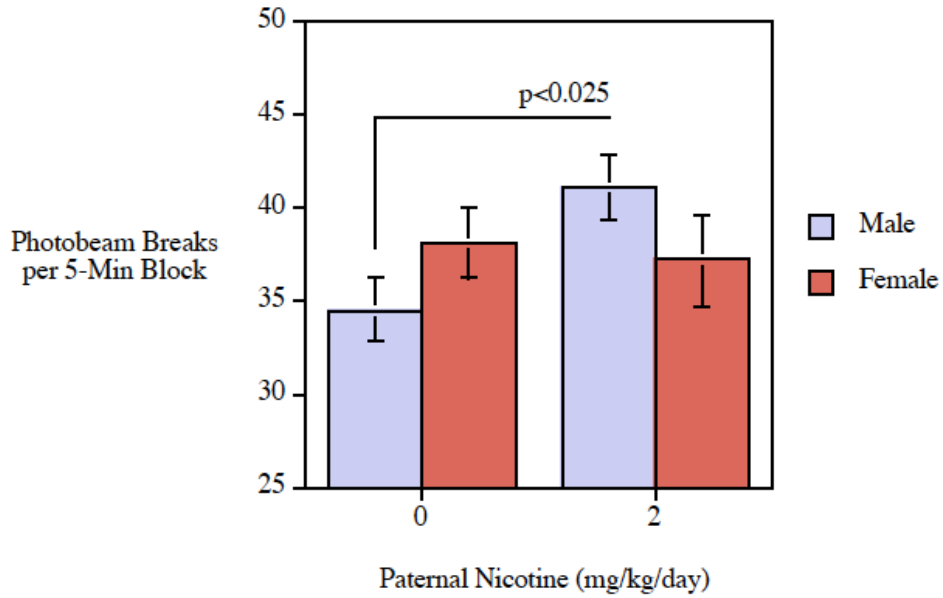 50
45
p<0.025
40
Photobeam Breaks
per 5-Min Block
Male
Female
35
30
25
0
2
Paternal Nicotine (mg/kg/day)